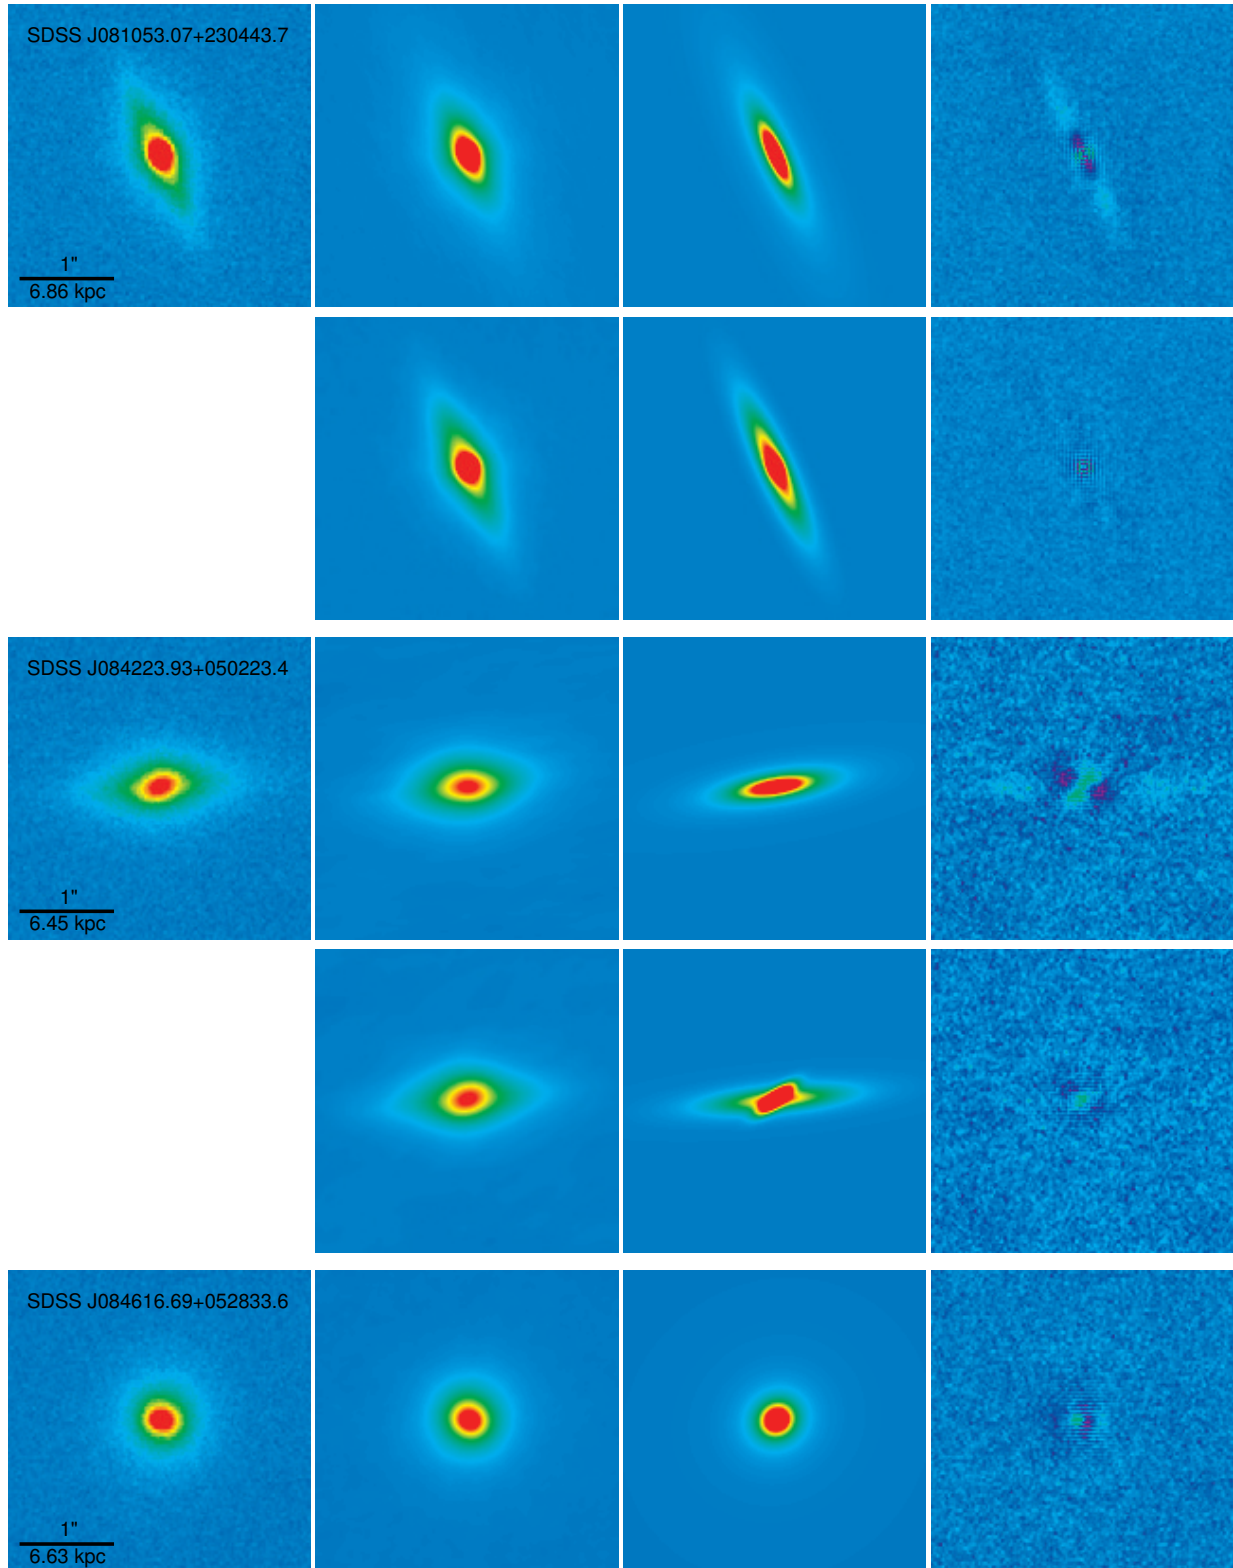 SDSS J081053.07+230443.7
1"
6.86 kpc
SDSS J084223.93+050223.4
1"
6.45 kpc
SDSS J084616.69+052833.6
1"
6.63 kpc